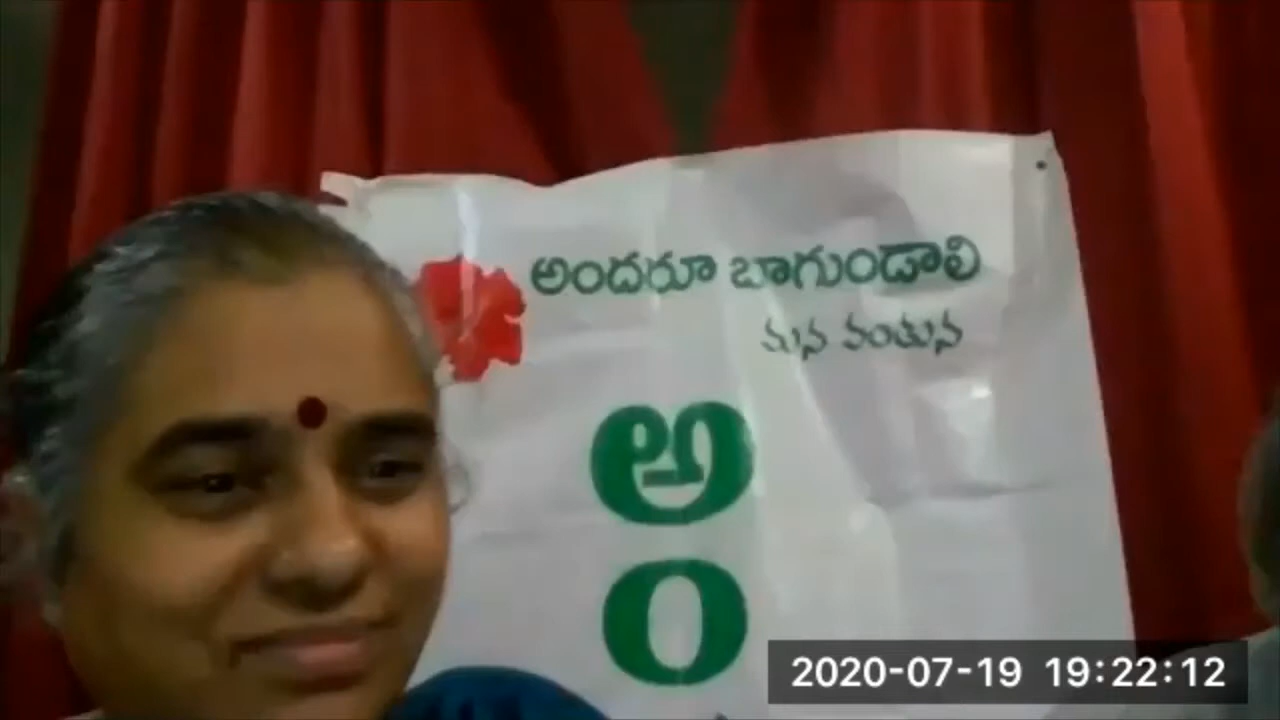 అందరూ బాగుండాలి
మన వంతున
అ
ం
2020-07-19 19:22:12